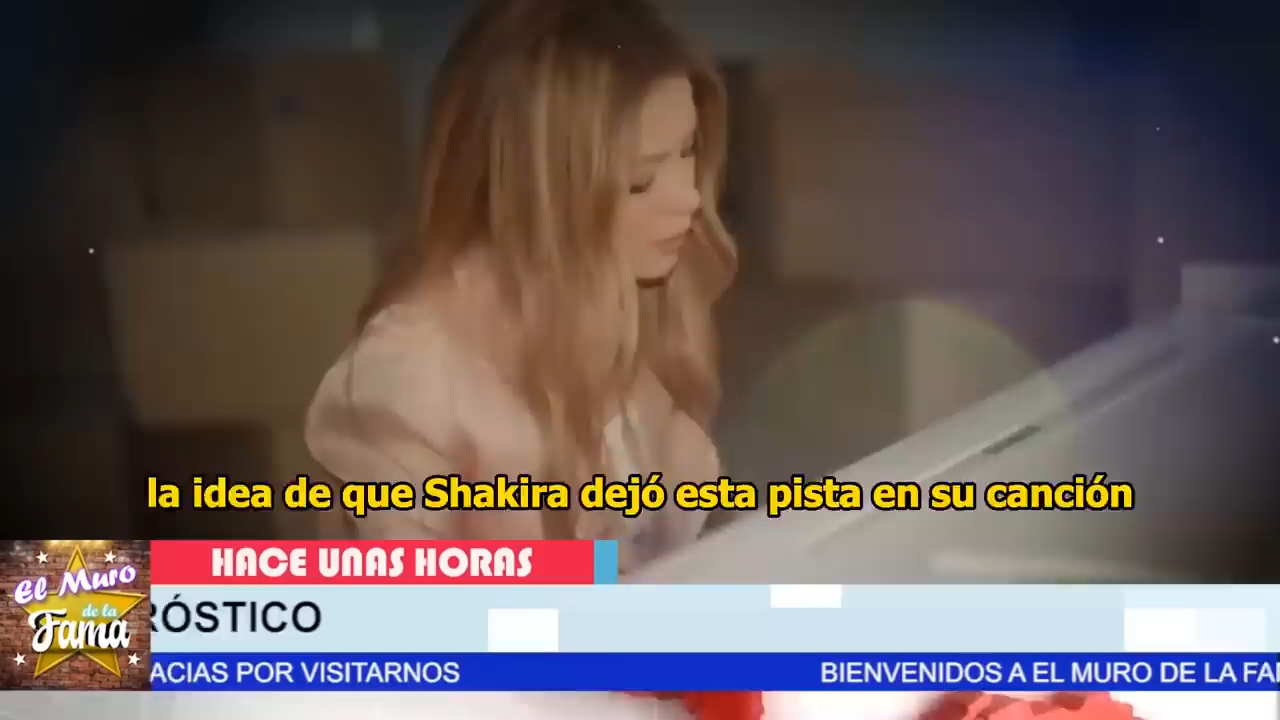 la idea de que Shakira dejó esta pista en su canción
HACE UNAS HORAS
RÓSTICO
El Muro
de la
Fama
ACIAS POR VISITARNOS
BIENVENIDOS A EL MURO DE LA FA